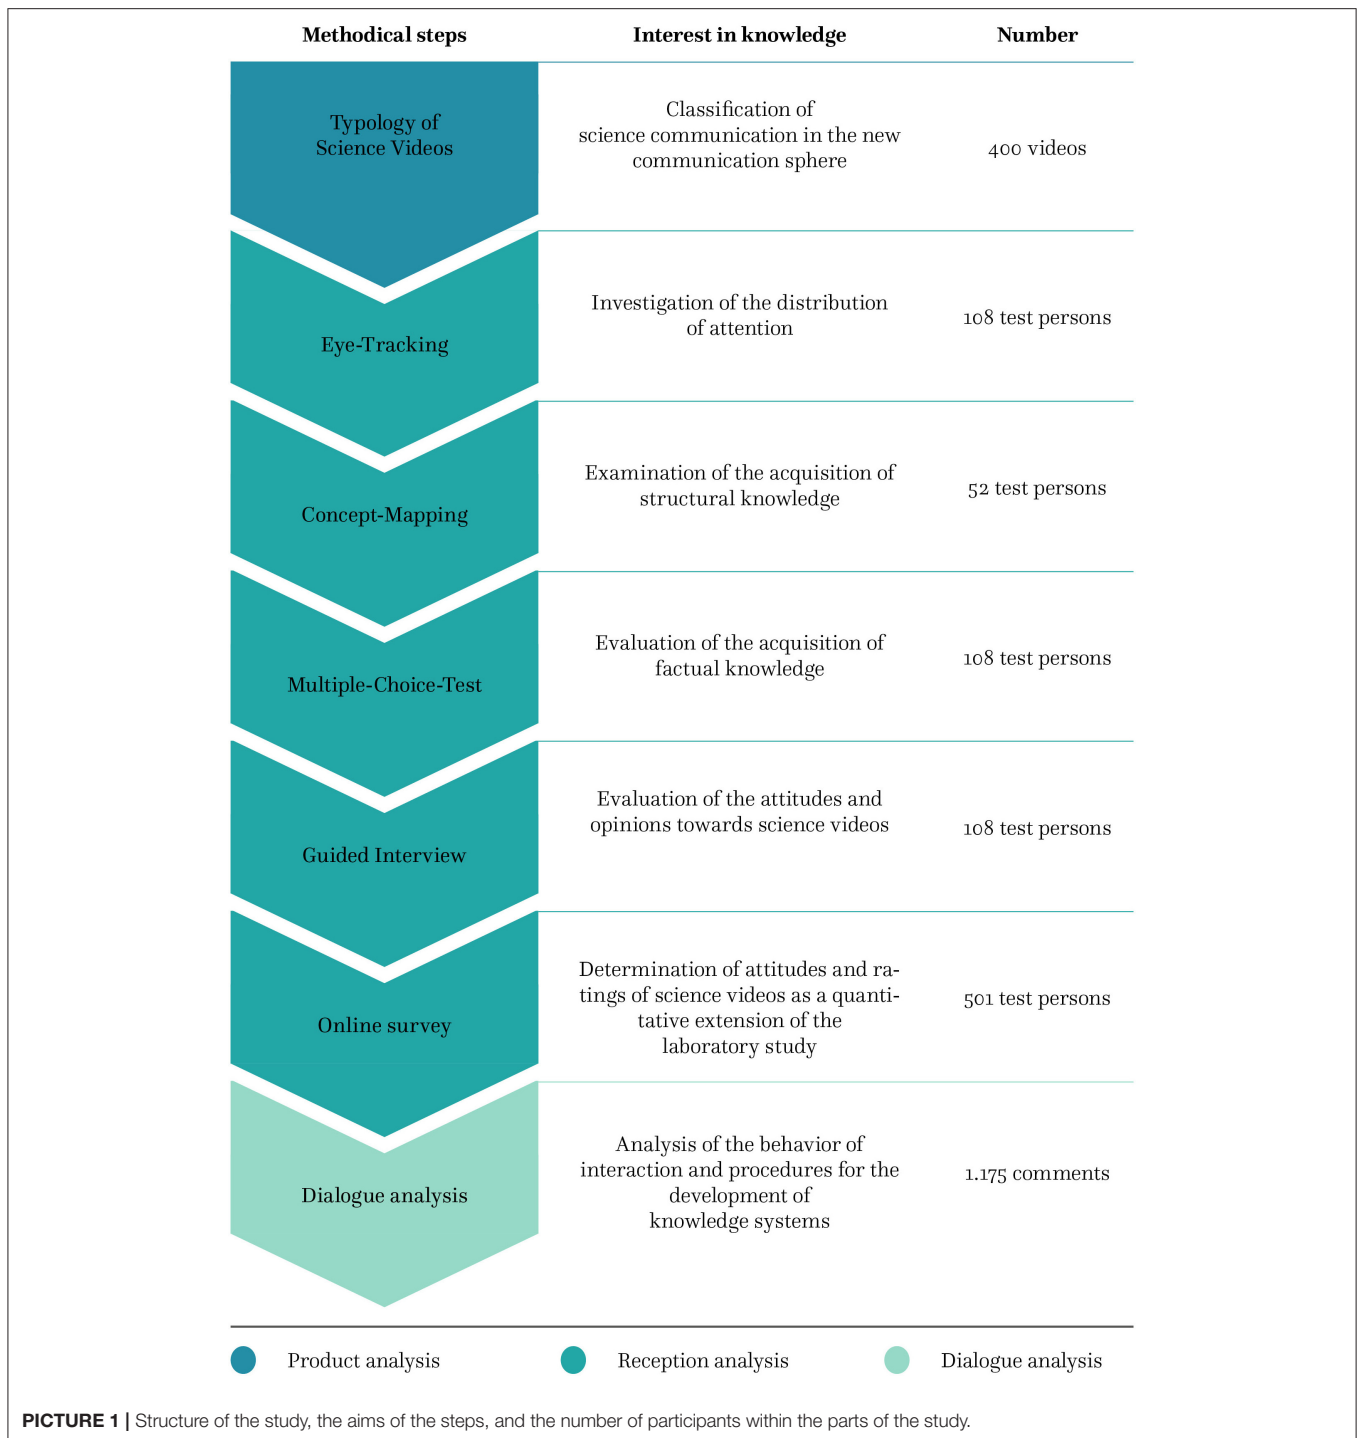 Methodical steps
Interest in knowledge
Number
Typology of
Science Videos
Classification of
science communication in the new
communication sphere
400 videos
Eye-Tracking
Investigation of the distribution
of attention
108 test persons
Concept-Mapping
Examination of the acquisition of
structural knowledge
52 test persons
Multiple-Choice-Test
Evaluation of the acquisition of
factual knowledge
108 test persons
Guided Interview
Evaluation of the attitudes and
opinions towards science videos
108 test persons
Online survey
Determination of attitudes and ra-
tings of science videos as a quanti-
tative extension of the
laboratory study
501 test persons
Dialogue analysis
Analysis of the behavior of
interaction and procedures for the
development of
knowledge systems
1.175 comments
Product analysis
Reception analysis
Dialogue analysis
PICTURE 1 | Structure of the study, the aims of the steps, and the number of participants within the parts of the study.